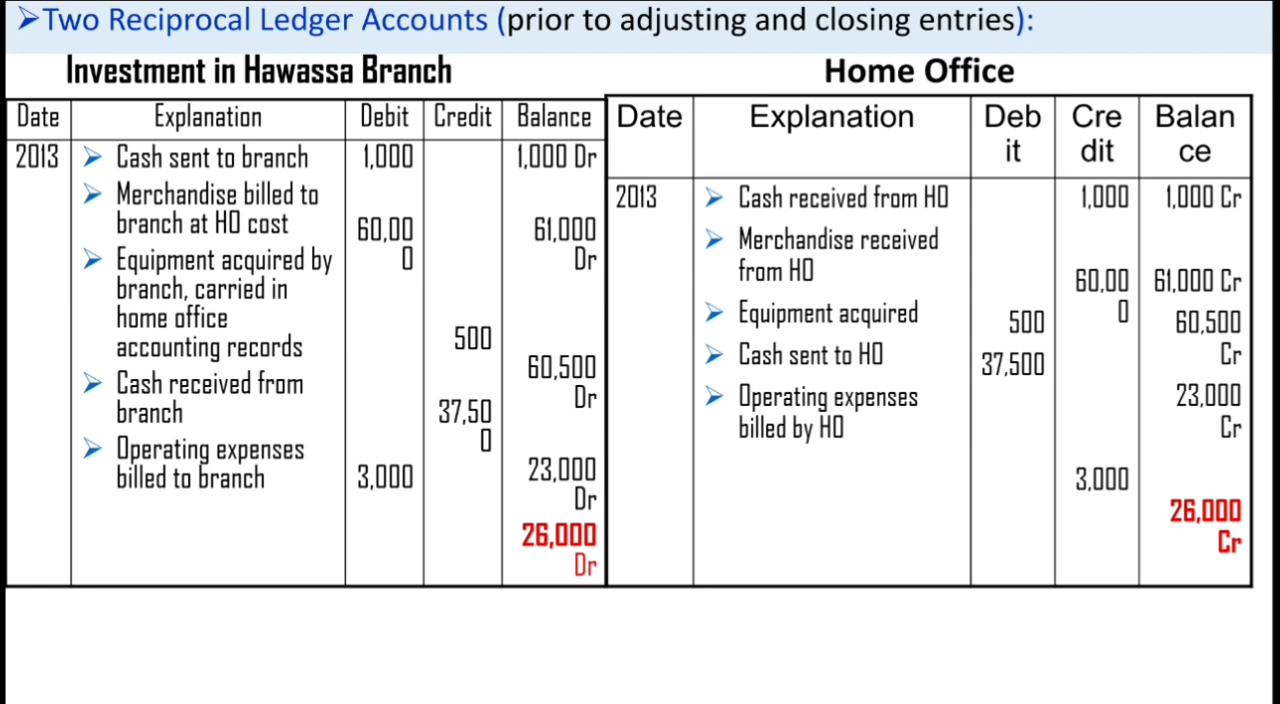 ➢Two Reciprocal Ledger Accounts (prior to adjusting and closing entries):
Investment in Hawassa Branch
Date Explanation Debit Credit Balance
2013 ➢ Cash sent to branch 1,000 1,000 Dr
➢ Merchandise billed to
branch at HO cost 60,00 61,000
0 Dr
➢ Equipment acquired by
branch, carried in
home office
accounting records 500
60,500
Dr
➢ Cash received from
branch 37,50
0
➢ Operating expenses
billed to branch 3,000 23,000
Dr
26,000
Dr
Home Office
Date Explanation Deb Cre Balan
it dit ce
2013 ➢ Cash received from HO 1,000 1,000 Cr
➢ Merchandise received
from HO 60,00 61,000 Cr
0
➢ Equipment acquired 500 60,500
Cr
➢ Cash sent to HO 37,500
➢ Operating expenses 23,000
billed by HO Cr
3,000
26,000
Cr